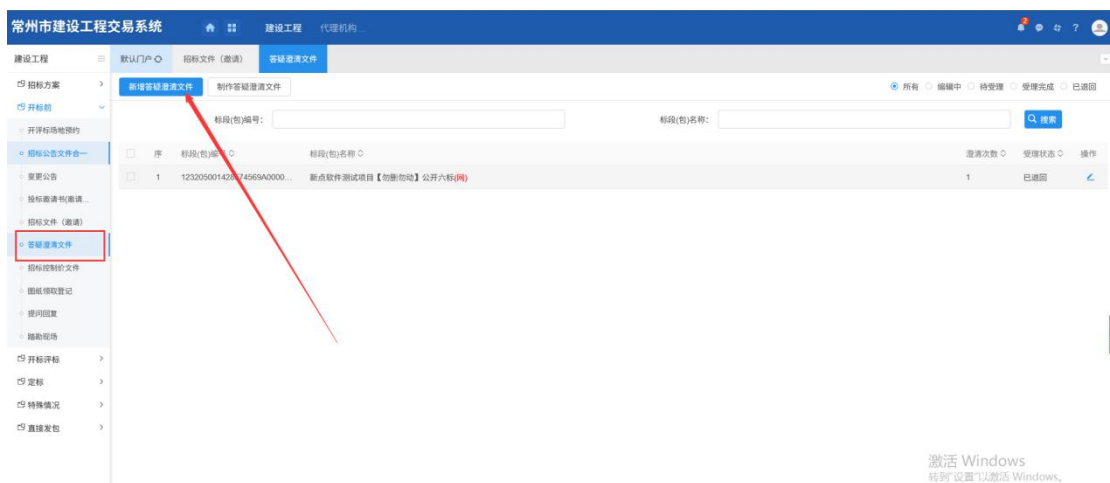 常州市建设工程交易系统 建设工程 代理机构... 2 ?
建设工程 默认门户 招标文件（邀请） 答疑澄清文件
招标方案 新增答疑澄清文件 制作答疑澄清文件 所有 编辑中 待受理 受理完成 已退回
开标前
开评标场地预约 标段(包)编号： 标段(包)名称： 搜索
招标公告文件合一 序 标段(包)编号 标段(包)名称 澄清次数 受理状态 操作
变更公告 1 新点软件测试项目【勿删勿动】公开六标(网) 1 已退回
投标邀请书(邀请...
招标文件（邀请）
答疑澄清文件
招标控制价文件
图纸领取登记
提问回复
踏勘现场
开标评标
定标
特殊情况
直接发包
激活 Windows
转到"设置"以激活 Windows。